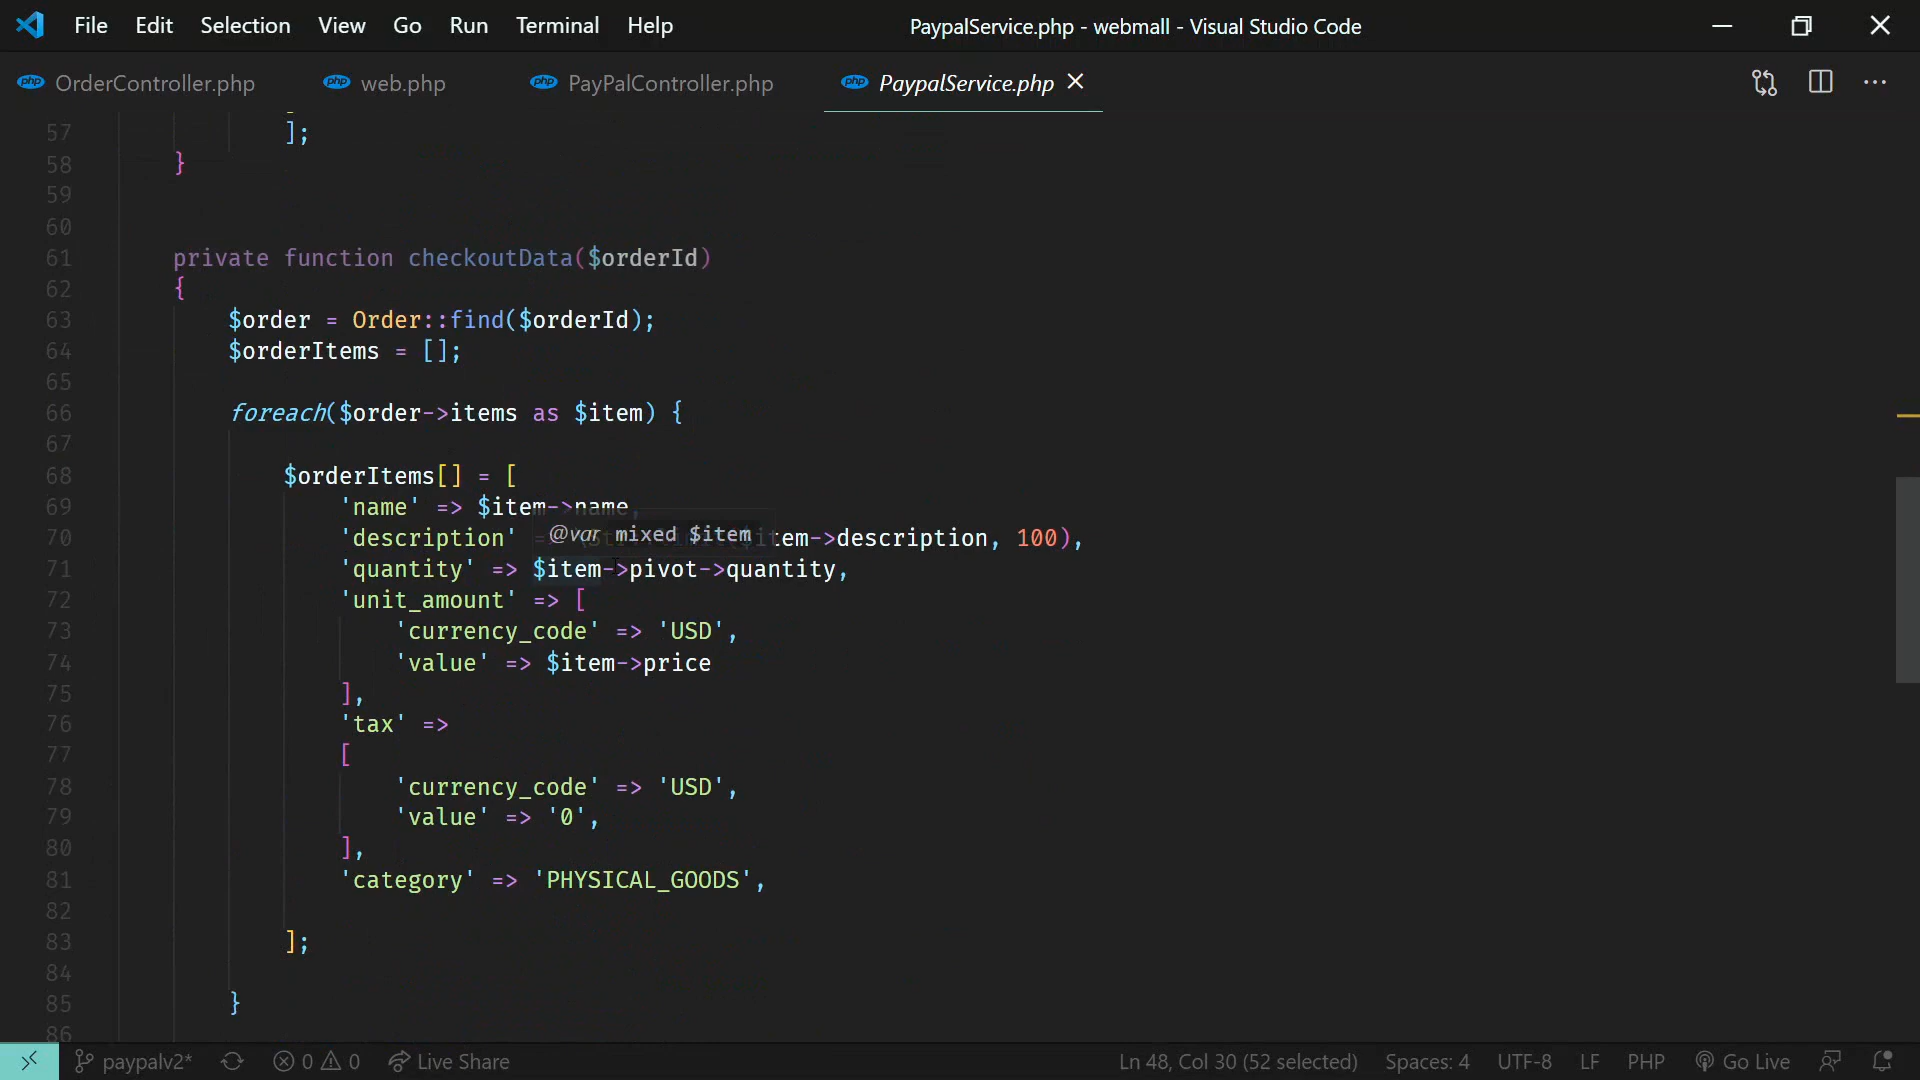 File Edit Selection View Go Run Terminal Help PaypalService.php - webmall - Visual Studio Code
php OrderController.php php web.php php PayPalController.php php PaypalService.php
57 ];
58 }
59
60
61 private function checkoutData($orderId)
62 {
63 $order = Order::find($orderId);
64 $orderItems = [];
65
66 foreach($order->items as $item) {
67
68 $orderItems[] = [
69 'name' => $item->name,
@var mixed $item
70 'description' item->description, 100),
71 'quantity' => $item->pivot->quantity,
72 'unit_amount' => [
73 'currency_code' => 'USD',
74 'value' => $item->price
75 ],
76 'tax' =>
77 [
78 'currency_code' => 'USD',
79 'value' => '0',
80 ],
81 'category' => 'PHYSICAL_GOODS',
82
83 ];
84
85 }
86
paypalv2* 0 0 Live Share Ln 48, Col 30 (52 selected) Spaces: 4 UTF-8 LF PHP Go Live